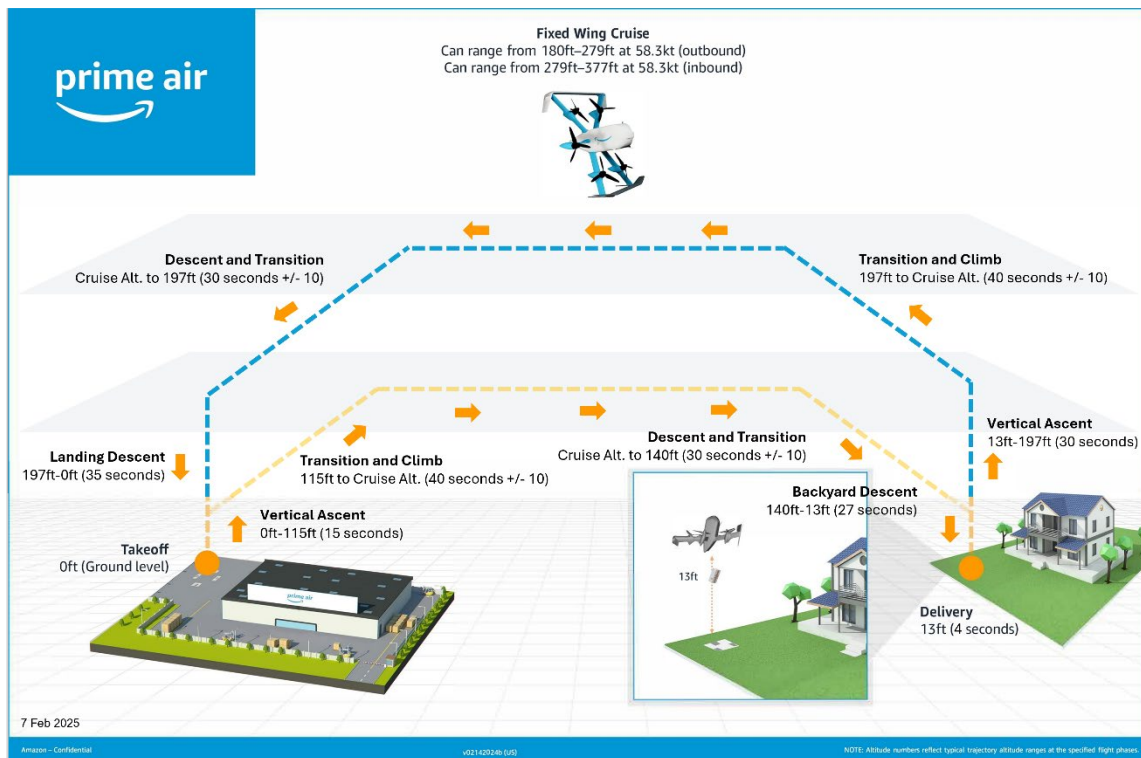 prime air
Fixed Wing Cruise
Can range from 180ft–279ft at 58.3kt (outbound)
Can range from 279ft–377ft at 58.3kt (inbound)
Descent and Transition
Cruise Alt. to 197ft (30 seconds +/- 10)
Transition and Climb
197ft to Cruise Alt. (40 seconds +/- 10)
Landing Descent
197ft-0ft (35 seconds)
Transition and Climb
115ft to Cruise Alt. (40 seconds +/- 10)
Descent and Transition
Cruise Alt. to 140ft (30 seconds +/- 10)
Vertical Ascent
13ft-197ft (30 seconds)
Vertical Ascent
0ft-115ft (15 seconds)
Backyard Descent
140ft-13ft (27 seconds)
Takeoff
0ft (Ground level)
prime air
13ft
Delivery
13ft (4 seconds)
7 Feb 2025
Amazon – Confidential
v02142024b (US)
NOTE: Altitude numbers reflect typical trajectory altitude ranges at the specified flight phases.